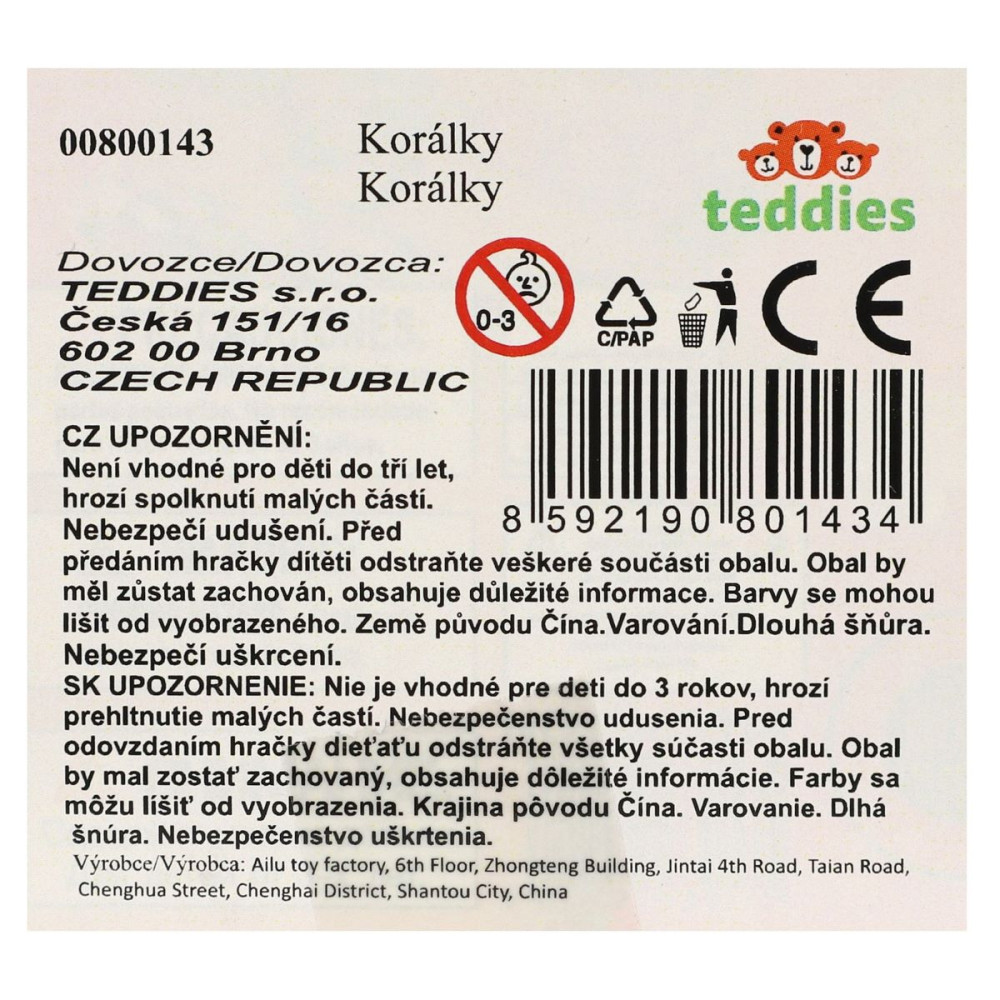 00800143
Korálky
Korálky
teddies
Dovozce/Dovozca:
TEDDIES s.r.o.
Česká 151/16
602 00 Brno
CZECH REPUBLIC
0-3
C/PAP
8 592190 801434
CZ UPOZORNĚNÍ:
Není vhodné pro děti do tří let,
hrozí spolknutí malých částí.
Nebezpečí udušení. Před
předáním hračky dítěti odstraňte veškeré součásti obalu. Obal by
měl zůstat zachován, obsahuje důležité informace. Barvy se mohou
lišit od vyobrazeného. Země původu Čína.Varování.Dlouhá šňůra.
Nebezpečí uškrcení.
SK UPOZORNENIE: Nie je vhodné pre deti do 3 rokov, hrozí
prehltnutie malých častí. Nebezpečenstvo udusenia. Pred
odovzdaním hračky dieťaťu odstráňte všetky súčasti obalu. Obal
by mal zostať zachovaný, obsahuje dôležité informácie. Farby sa
môžu líšiť od vyobrazenia. Krajina pôvodu Čína. Varovanie. Dlhá
šnúra. Nebezpečenstvo uškrtenia.
Výrobce/Výrobca: Ailu toy factory, 6th Floor, Zhongteng Building, Jintai 4th Road, Taian Road,
Chenghua Street, Chenghai District, Shantou City, China